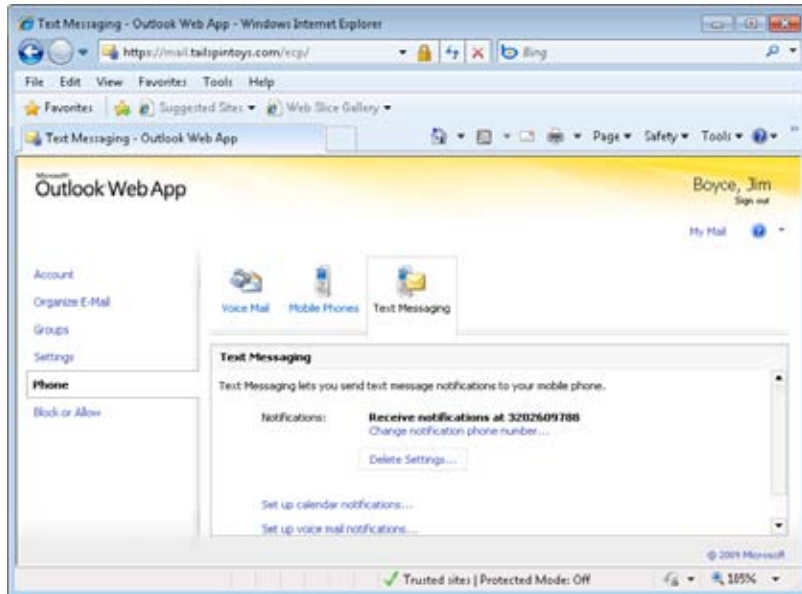 Text Messaging - Outlook Web App - Windows Internet Explorer
https://mail.tailspintoys.com/ecp/
Bing
File Edit View Favorites Tools Help
Favorites Suggested Sites Web Slice Gallery
Text Messaging - Outlook Web App
Page Safety Tools
Microsoft
Outlook Web App
Boyce, Jim
Sign out
My Mail
Account
Organize E-Mail
Groups
Settings
Phone
Block or Allow
Voice Mail Mobile Phones Text Messaging
Text Messaging
Text Messaging lets you send text message notifications to your mobile phone.
Notifications: Receive notifications at 3202609788
Change notification phone number...
Delete Settings...
Set up calendar notifications...
Set up voice mail notifications...
© 2009 Microsoft
Trusted sites | Protected Mode: Off
105%